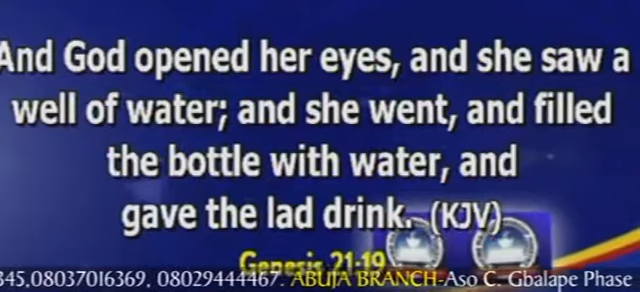 And God opened her eyes, and she saw a
well of water; and she went, and filled
the bottle with water, and
gave the lad drink. (KJV)
Genesis 21:19
345,08037016369, 08029444467. ABUJA BRANCH-Aso C. Gbalape Phase